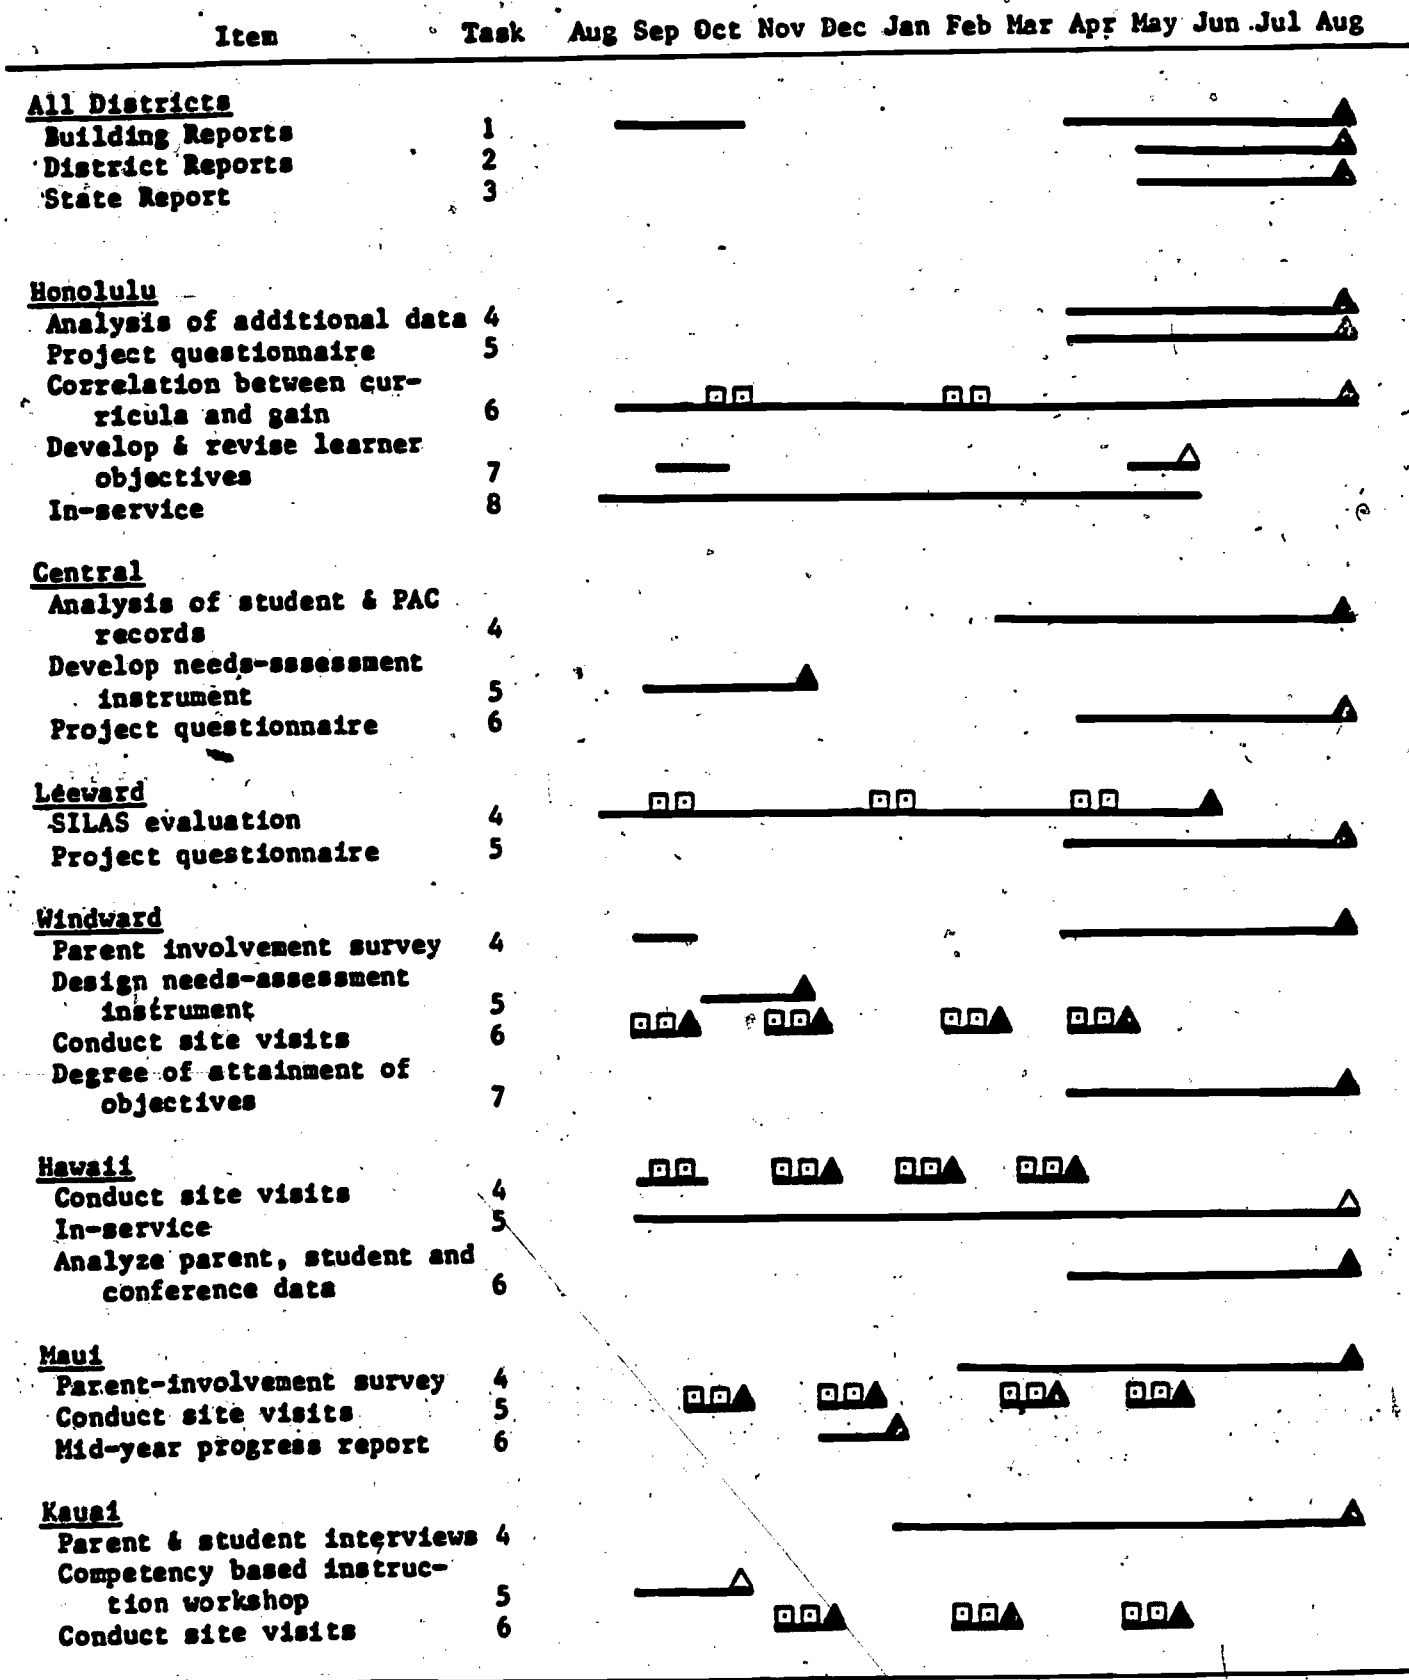 Item Task Aug Sep Oct Nov Dec Jan Feb Mar Apr May Jun Jul Aug
All Districts
Building Reports 1
District Reports 2
State Report 3
Honolulu
Analysis of additional data 4
Project questionnaire 5
Correlation between cur-
ricula and gain 6
Develop & revise learner
objectives 7
In-service 8
Central
Analysis of student & PAC
records 4
Develop needs-assessment
instrument 5
Project questionnaire 6
Leeward
SILAS evaluation 4
Project questionnaire 5
Windward
Parent involvement survey 4
Design needs-assessment
instrument 5
Conduct site visits 6
Degree of attainment of
objectives 7
Hawaii
Conduct site visits 4
In-service 5
Analyze parent, student and
conference data 6
Maui
Parent-involvement survey 4
Conduct site visits 5
Mid-year progress report 6
Kauai
Parent & student interviews 4
Competency based instruc-
tion workshop 5
Conduct site visits 6